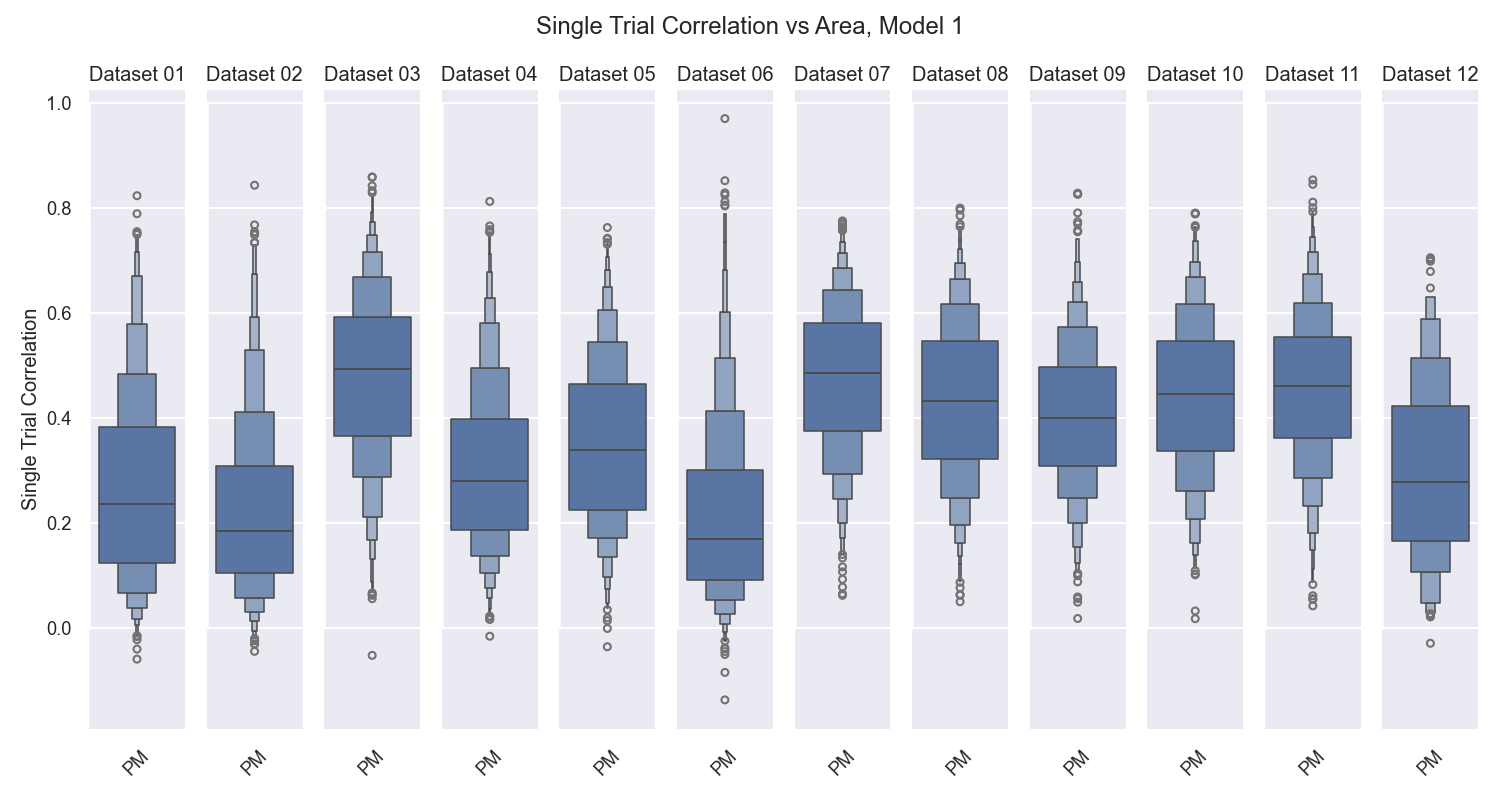 Single Trial Correlation vs Area, Model 1
Dataset 01 Dataset 02 Dataset 03 Dataset 04 Dataset 05 Dataset 06 Dataset 07 Dataset 08 Dataset 09 Dataset 10 Dataset 11 Dataset 12
1.0
0.8
0.6
0.4
0.2
0.0
Single Trial Correlation
PM PM PM PM PM PM PM PM PM PM PM PM